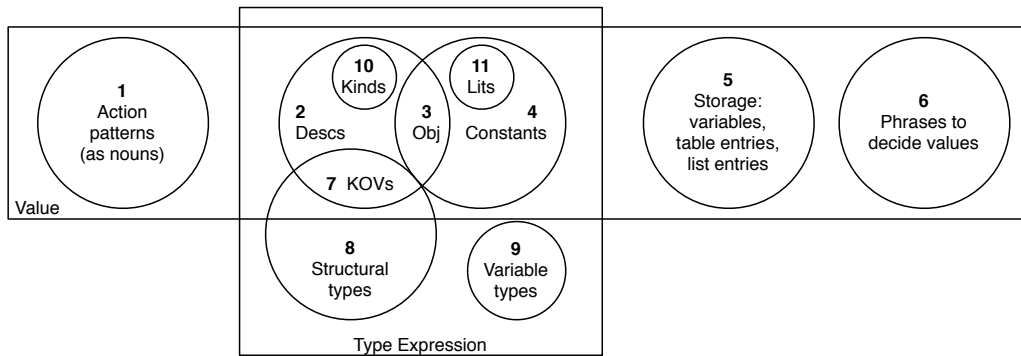 1
Action
patterns
(as nouns)
10
Kinds
2
Descs
3
Obj
11
Lits
4
Constants
7 KOVs
5
Storage:
variables,
table entries,
list entries
6
Phrases to
decide values
Value
8
Structural
types
9
Variable
types
Type Expression